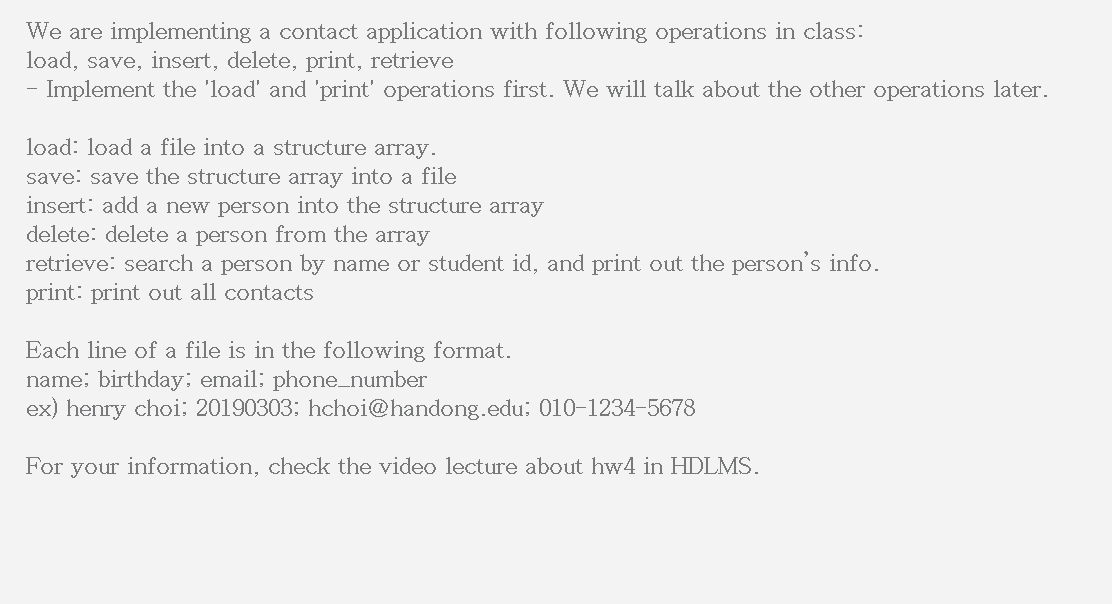 We are implementing a contact application with following operations in class:
load, save, insert, delete, print, retrieve
- Implement the 'load' and 'print' operations first. We will talk about the other operations later.
load: load a file into a structure array.
save: save the structure array into a file
insert: add a new person into the structure array
delete: delete a person from the array
retrieve: search a person by name or student id, and print out the person’s info.
print: print out all contacts
Each line of a file is in the following format.
name; birthday; email; phone_number
ex) henry choi; 20190303; hchoi@handong.edu; 010-1234-5678
For your information, check the video lecture about hw4 in HDLMS.